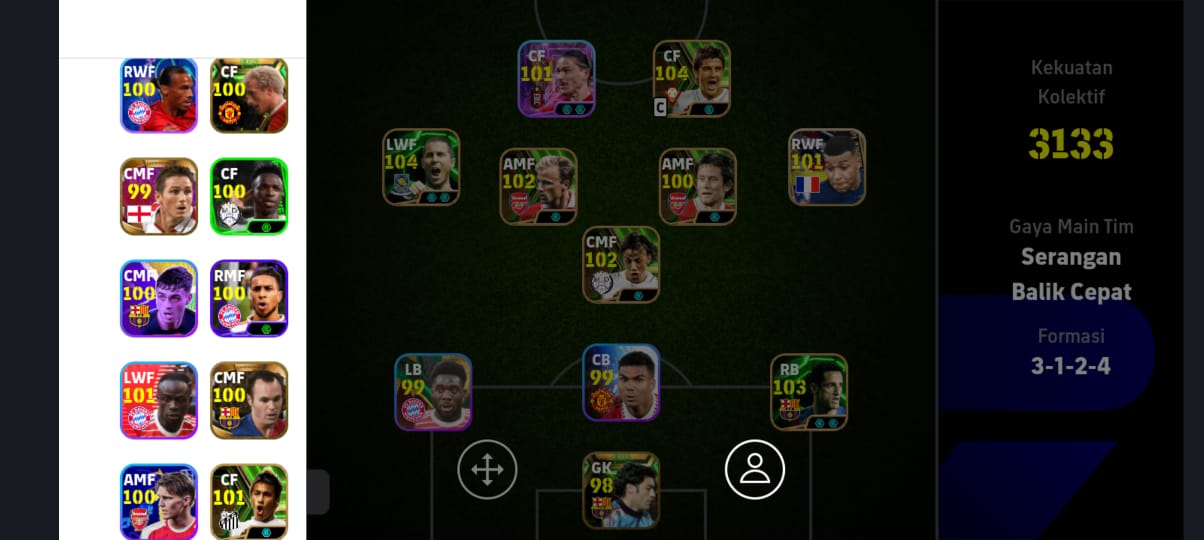 RWF
100
CF
100
CMF
99
CF
100
CMF
100
RMF
100
LWF
101
CMF
100
AMF
100
CF
101
CF
101
CF
104
C
LWF
104
AMF
102
AMF
100
RWF
101
CMF
102
LB
99
CB
99
RB
103
GK
98
Kekuatan
Kolektif
3133
Gaya Main Tim
Serangan
Balik Cepat
Formasi
3-1-2-4